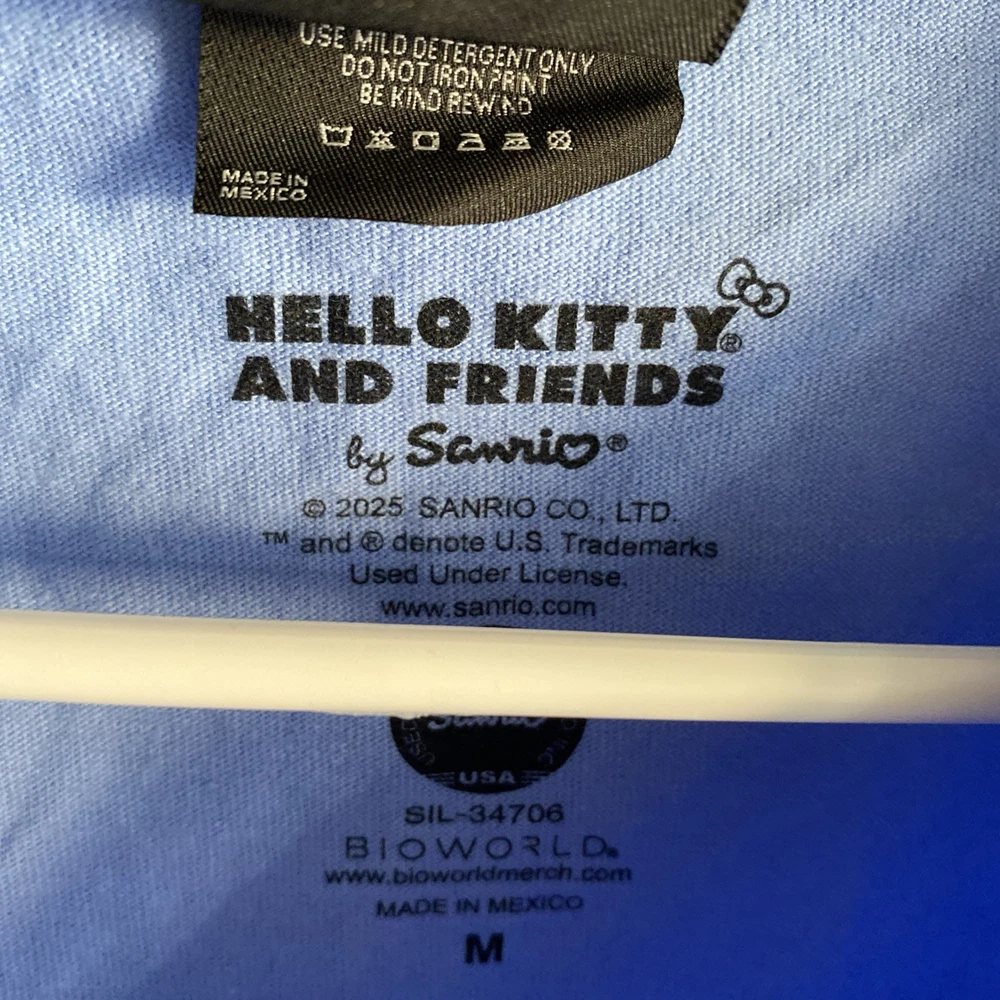 USE MILD DETERGENT ONLY
DO NOT IRON PRINT
BE KIND REWIND
MADE IN
MEXICO
HELLO KITTY®
AND FRIENDS
by Sanrio®
© 2025 SANRIO CO., LTD.
™ and ® denote U.S. Trademarks
Used Under License.
www.sanrio.com
USA
SIL-34706
BIOWORLD®
www.bioworldmerch.com
MADE IN MEXICO
M